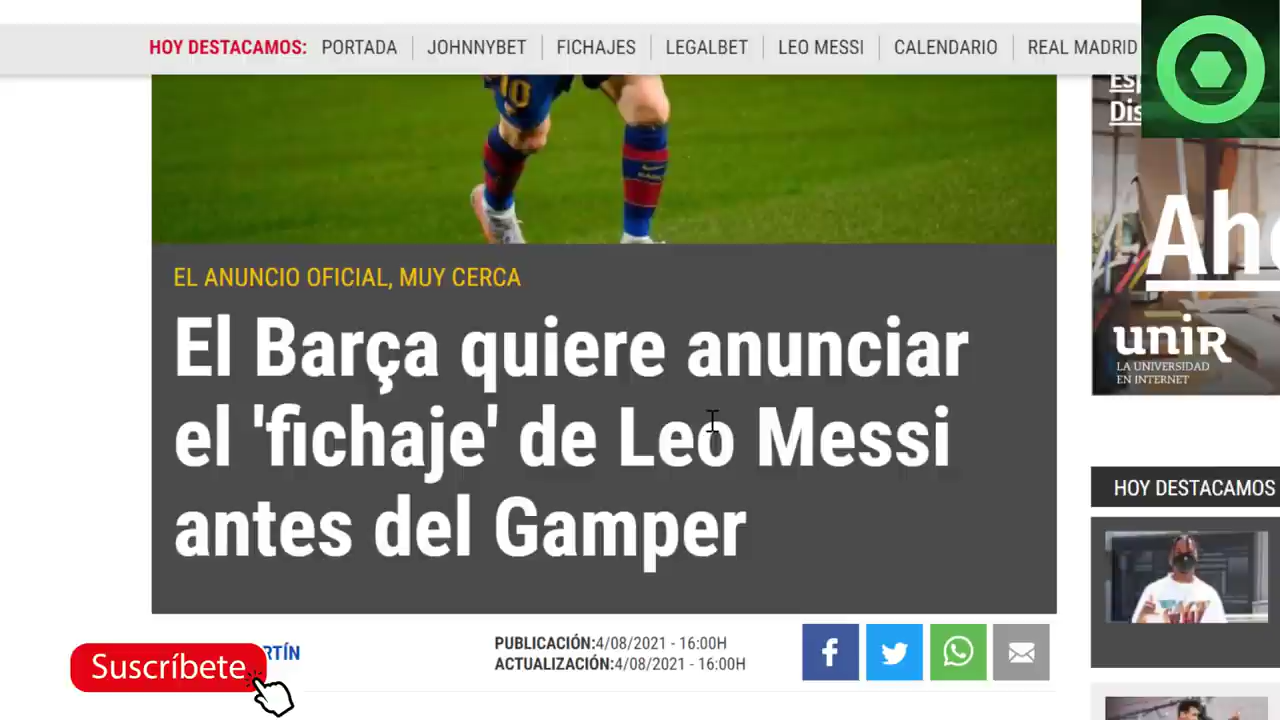 HOY DESTACAMOS: PORTADA JOHNNYBET FICHAJES LEGALBET LEO MESSI CALENDARIO REAL MADRID
10
EL ANUNCIO OFICIAL, MUY CERCA
El Barça quiere anunciar
el 'fichaje' de Leo Messi
antes del Gamper
PUBLICACIÓN:4/08/2021 - 16:00H
ACTUALIZACIÓN:4/08/2021 - 16:00H
Suscríbete
unir
LA UNIVERSIDAD
EN INTERNET
HOY DESTACAMOS